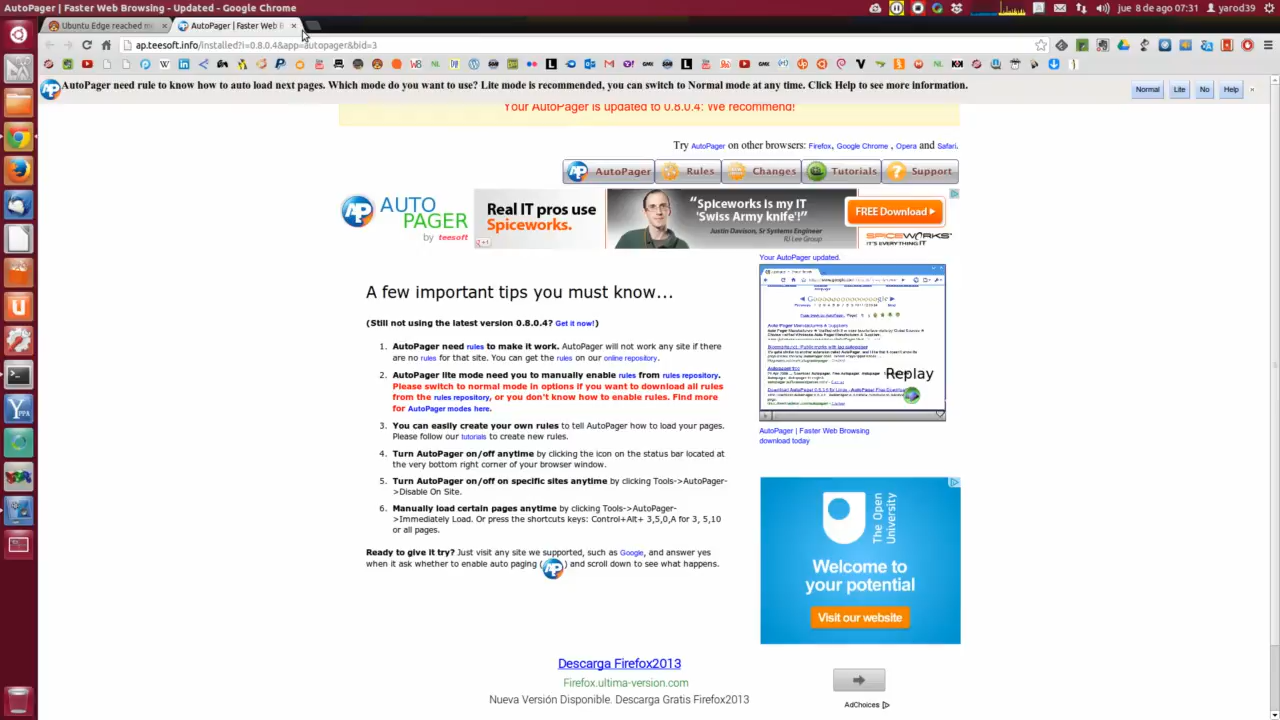 AutoPager | Faster Web Browsing - Updated - Google Chrome
jue 8 de ago 07:31
yarod39
Ubuntu Edge reached m
AutoPager | Faster Web B
ap.teesoft.info/installed?i=0.8.0.4&app=autopager&bid=3
AutoPager need rule to know how to auto load next pages. Which mode do you want to use? Lite mode is recommended, you can switch to Normal mode at any time. Click Help to see more information.
Normal
Lite
No
Help
Your AutoPager is updated to 0.8.0.4! We recommend!
Try AutoPager on other browsers: Firefox, Google Chrome , Opera and Safari.
AutoPager
Rules
Changes
Tutorials
Support
AP
AUTO
PAGER
by teesoft
Real IT pros use
Spiceworks.
"Spiceworks is my IT
'Swiss Army knife'!"
Justin Davison, Sr Systems Engineer
IG Lee Group
FREE Download
SPICEWORKS
IT'S EVERYTHING IT
Your AutoPager updated.
Replay
AutoPager | Faster Web Browsing
download today
A few important tips you must know...
(Still not using the latest version 0.8.0.4? Get it now!)
1. AutoPager need rules to make it work. AutoPager will not work any site if there
are no rules for that site. You can get the rules on our online repository.
2. AutoPager lite mode need you to manually enable rules from rules repository.
Please switch to normal mode in options if you want to download all rules
from the rules repository, or you don't know how to enable rules. Find more
for AutoPager modes here.
3. You can easily create your own rules to tell AutoPager how to load your pages.
Please follow our tutorials to create new rules.
4. Turn AutoPager on/off anytime by clicking the icon on the status bar located at
the very bottom right corner of your browser window.
5. Turn AutoPager on/off on specific sites anytime by clicking Tools->AutoPager-
>Disable On Site.
6. Manually load certain pages anytime by clicking Tools->AutoPager-
>Immediately Load. Or press the shortcuts keys: Control+Alt+ 3,5,0,A for 3, 5,10
or all pages.
Ready to give it try? Just visit any site we supported, such as Google, and answer yes
when it ask whether to enable auto paging (AP) and scroll down to see what happens.
The Open
University
Welcome to
your potential
Visit our website
Descarga Firefox2013
Firefox.ultima-version.com
Nueva Versión Disponible. Descarga Gratis Firefox2013
AdChoices